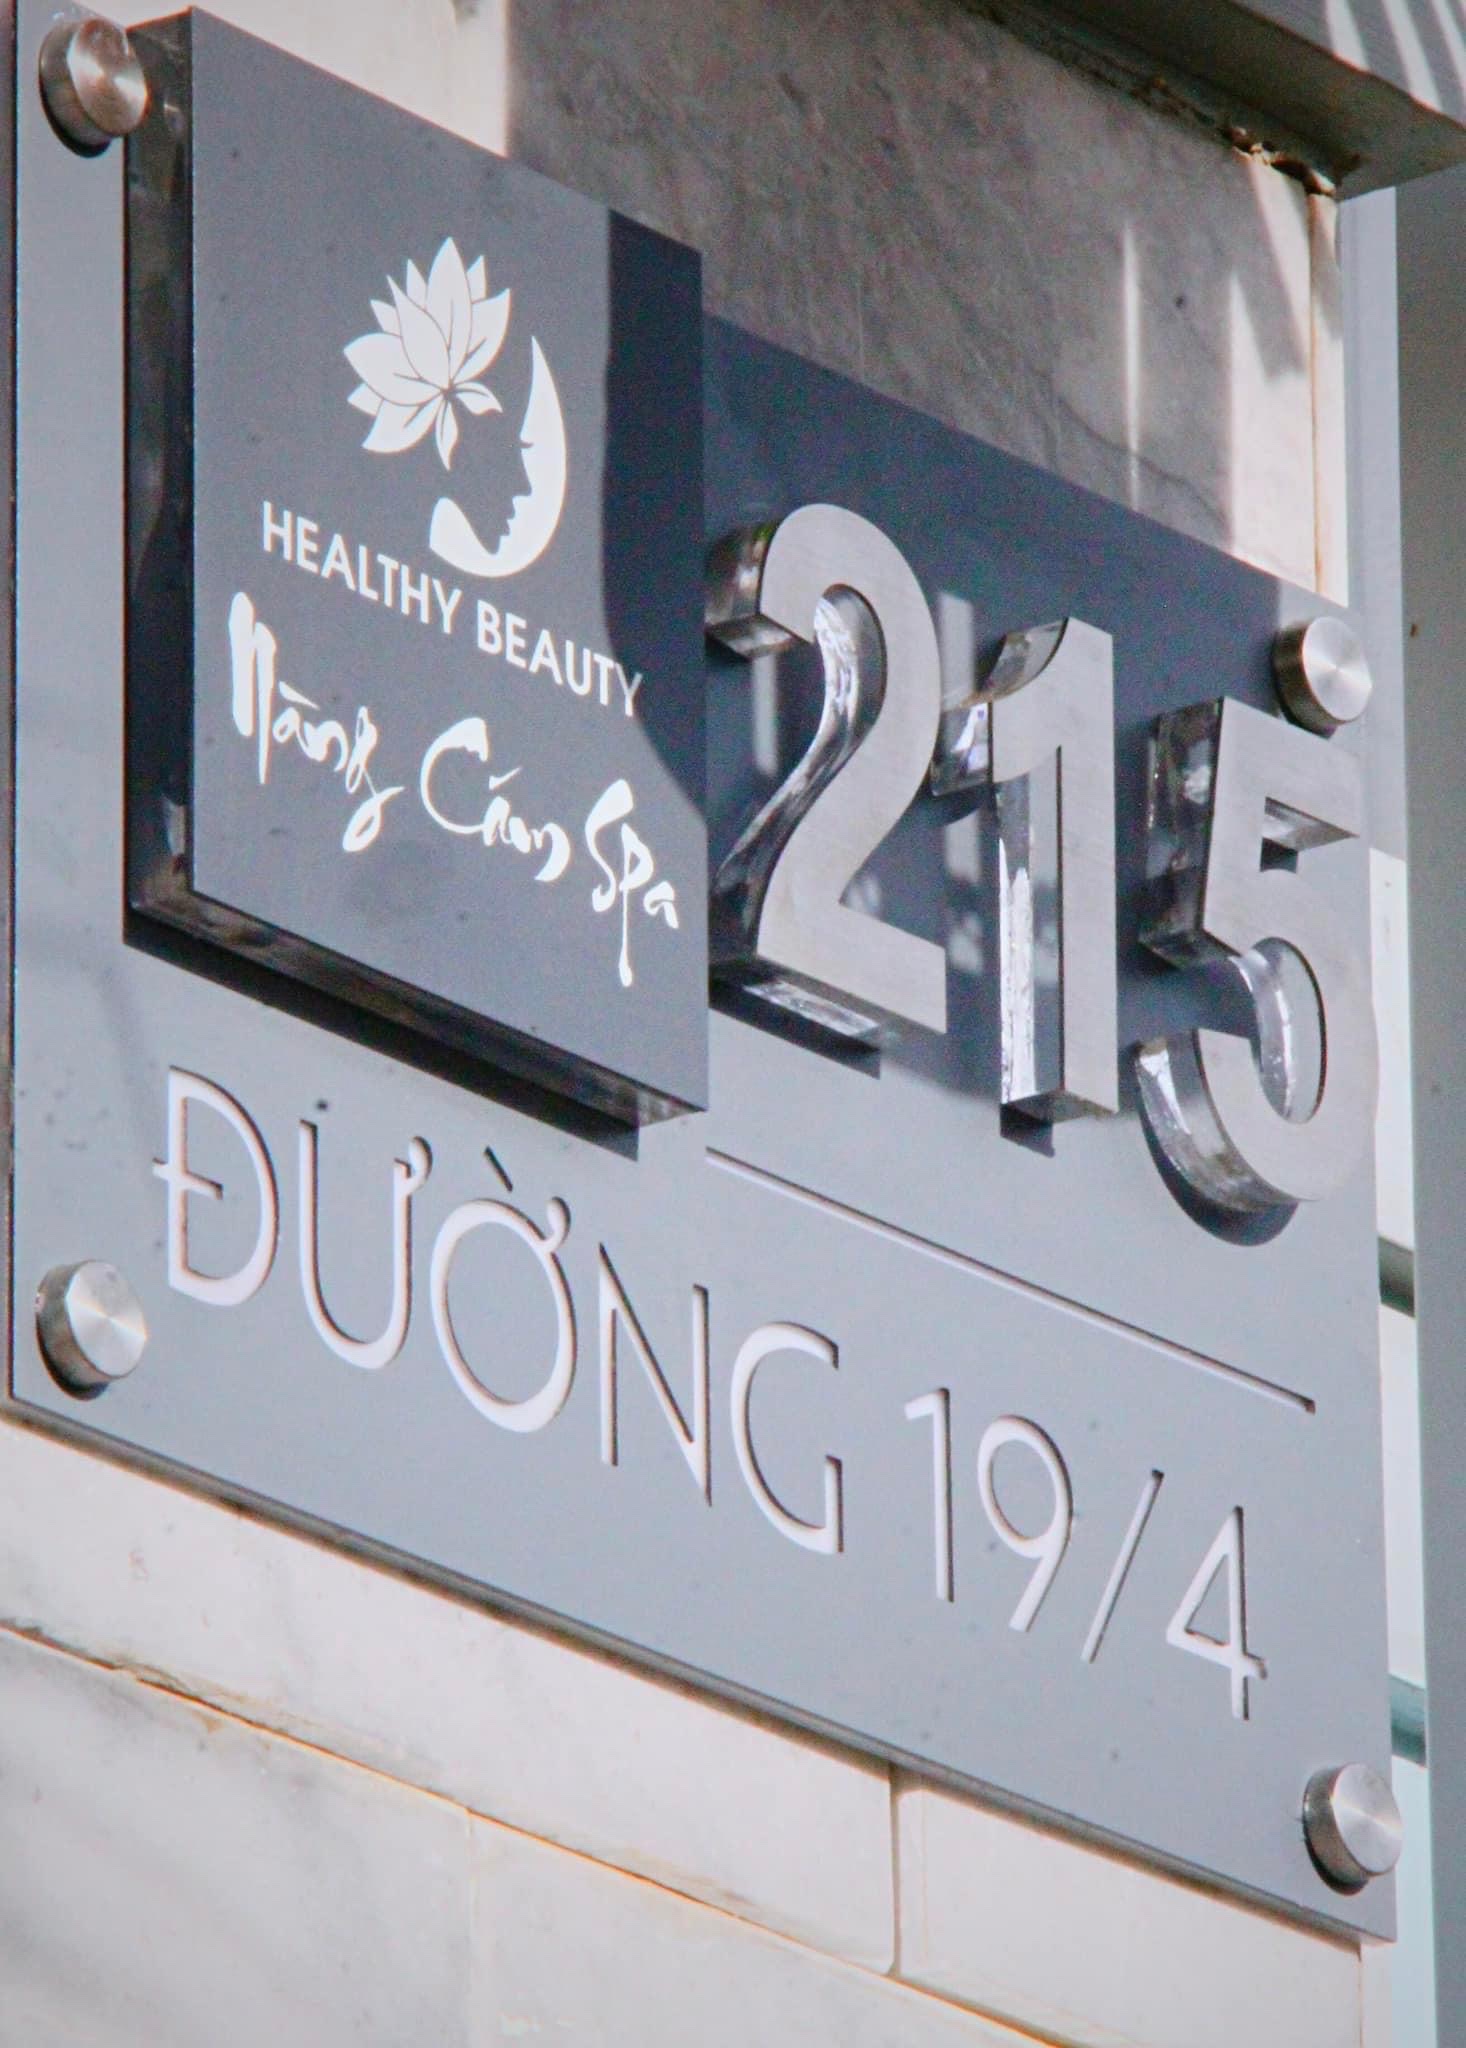 HEALTHY BEAUTY
Nàng Cám Spa
215
ĐƯỜNG 19/4